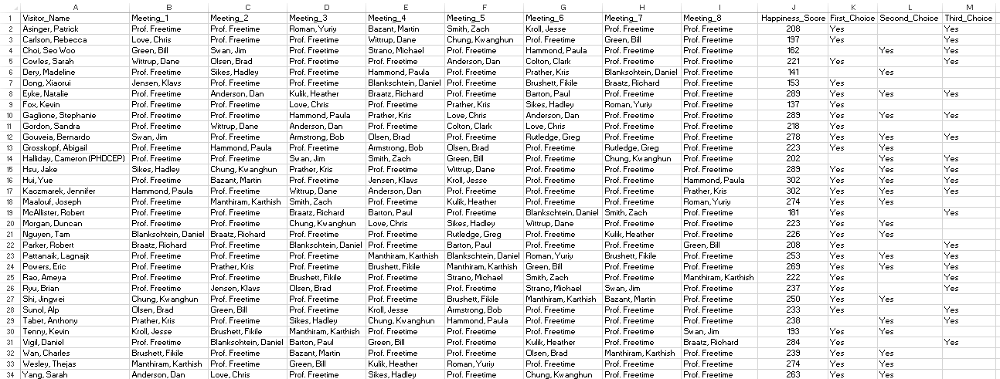 A B C D E F G H I J K L M
1 Visitor_Name Meeting_1 Meeting_2 Meeting_3 Meeting_4 Meeting_5 Meeting_6 Meeting_7 Meeting_8 Happiness_Score First_Choice Second_Choice Third_Choice
2 Asinger, Patrick Prof. Freetime Prof. Freetime Roman, Yuriy Bazant, Martin Smith, Zach Kroll, Jesse Prof. Freetime Prof. Freetime 208 Yes Yes
3 Carlson, Rebecca Love, Chris Prof. Freetime Prof. Freetime Wittrup, Dane Chung, Kwanghun Prof. Freetime Green, Bill Prof. Freetime 197 Yes Yes
4 Choi, Seo Woo Green, Bill Swan, Jim Prof. Freetime Strano, Michael Prof. Freetime Hammond, Paula Prof. Freetime Prof. Freetime 162 Yes Yes
5 Cowles, Sarah Wittrup, Dane Olsen, Brad Prof. Freetime Prof. Freetime Anderson, Dan Colton, Clark Prof. Freetime Prof. Freetime 221 Yes Yes
6 Dery, Madeline Prof. Freetime Sikes, Hadley Prof. Freetime Hammond, Paula Prof. Freetime Prather, Kris Blankschtein, Daniel Prof. Freetime 141 Yes
7 Dong, Xiaorui Jensen, Klavs Prof. Freetime Prof. Freetime Blankschtein, Daniel Prof. Freetime Brushett, Fikile Braatz, Richard Prof. Freetime 153 Yes
8 Eyke, Natalie Prof. Freetime Anderson, Dan Kulik, Heather Braatz, Richard Prof. Freetime Barton, Paul Prof. Freetime Prof. Freetime 289 Yes Yes Yes
9 Fox, Kevin Prof. Freetime Prof. Freetime Love, Chris Prof. Freetime Prather, Kris Sikes, Hadley Roman, Yuriy Prof. Freetime 137 Yes
10 Gaglione, Stephanie Prof. Freetime Prof. Freetime Hammond, Paula Prather, Kris Love, Chris Anderson, Dan Prof. Freetime Prof. Freetime 289 Yes Yes Yes
11 Gordon, Sandra Prof. Freetime Wittrup, Dane Anderson, Dan Prof. Freetime Colton, Clark Love, Chris Prof. Freetime Prof. Freetime 218 Yes
12 Gouveia, Bernardo Swan, Jim Prof. Freetime Armstrong, Bob Olsen, Brad Prof. Freetime Rutledge, Greg Prof. Freetime Prof. Freetime 278 Yes Yes Yes
13 Grosskopf, Abigail Prof. Freetime Hammond, Paula Prof. Freetime Armstrong, Bob Olsen, Brad Prof. Freetime Rutledge, Greg Prof. Freetime 223 Yes Yes
14 Halliday, Cameron (PHDCEP) Prof. Freetime Prof. Freetime Swan, Jim Smith, Zach Green, Bill Prof. Freetime Chung, Kwanghun Prof. Freetime 202 Yes Yes
15 Hsu, Jake Sikes, Hadley Chung, Kwanghun Prather, Kris Prof. Freetime Wittrup, Dane Prof. Freetime Prof. Freetime Prof. Freetime 289 Yes Yes Yes
16 Hui, Yue Prof. Freetime Bazant, Martin Prof. Freetime Jensen, Klavs Kroll, Jesse Prof. Freetime Prof. Freetime Hammond, Paula 302 Yes Yes Yes
17 Kaczmarek, Jennifer Hammond, Paula Prof. Freetime Wittrup, Dane Anderson, Dan Prof. Freetime Prof. Freetime Prof. Freetime Prather, Kris 302 Yes Yes Yes
18 Maalouf, Joseph Prof. Freetime Manthiram, Karthish Smith, Zach Prof. Freetime Kulik, Heather Prof. Freetime Prof. Freetime Roman, Yuriy 274 Yes Yes
19 McAllister, Robert Prof. Freetime Prof. Freetime Braatz, Richard Barton, Paul Prof. Freetime Blankschtein, Daniel Smith, Zach Prof. Freetime 181 Yes Yes
20 Morgan, Duncan Prof. Freetime Prof. Freetime Chung, Kwanghun Love, Chris Sikes, Hadley Wittrup, Dane Prof. Freetime Prof. Freetime 223 Yes Yes
21 Nguyen, Tam Blankschtein, Daniel Braatz, Richard Prof. Freetime Prof. Freetime Rutledge, Greg Prof. Freetime Kulik, Heather Prof. Freetime 226 Yes Yes
22 Parker, Robert Braatz, Richard Prof. Freetime Blankschtein, Daniel Prof. Freetime Barton, Paul Prof. Freetime Prof. Freetime Green, Bill 208 Yes Yes
23 Pattanaik, Lagnajit Prof. Freetime Prof. Freetime Prof. Freetime Manthiram, Karthish Blankschtein, Daniel Roman, Yuriy Brushett, Fikile Prof. Freetime 253 Yes Yes Yes
24 Powers, Eric Prof. Freetime Prather, Kris Prof. Freetime Brushett, Fikile Manthiram, Karthish Green, Bill Prof. Freetime Prof. Freetime 269 Yes Yes Yes
25 Rao, Ameya Prof. Freetime Prof. Freetime Brushett, Fikile Prof. Freetime Strano, Michael Smith, Zach Prof. Freetime Manthiram, Karthish 222 Yes Yes
26 Ryu, Brian Prof. Freetime Jensen, Klavs Olsen, Brad Prof. Freetime Prof. Freetime Strano, Michael Swan, Jim Prof. Freetime 237 Yes Yes
27 Shi, Jingwei Chung, Kwanghun Prof. Freetime Prof. Freetime Prof. Freetime Brushett, Fikile Manthiram, Karthish Bazant, Martin Prof. Freetime 250 Yes Yes
28 Sunol, Alp Olsen, Brad Green, Bill Prof. Freetime Kroll, Jesse Armstrong, Bob Prof. Freetime Prof. Freetime Prof. Freetime 233 Yes Yes
29 Tabet, Anthony Prather, Kris Prof. Freetime Sikes, Hadley Chung, Kwanghun Hammond, Paula Prof. Freetime Prof. Freetime Prof. Freetime 238 Yes Yes
30 Tenny, Kevin Kroll, Jesse Brushett, Fikile Manthiram, Karthish Prof. Freetime Prof. Freetime Prof. Freetime Prof. Freetime Swan, Jim 193 Yes Yes
31 Vigil, Daniel Prof. Freetime Blankschtein, Daniel Barton, Paul Green, Bill Prof. Freetime Kulik, Heather Prof. Freetime Braatz, Richard 284 Yes Yes
32 Wan, Charles Brushett, Fikile Prof. Freetime Bazant, Martin Prof. Freetime Prof. Freetime Olsen, Brad Manthiram, Karthish Prof. Freetime 239 Yes Yes
33 Wesley, Thejas Manthiram, Karthish Prof. Freetime Green, Bill Kulik, Heather Roman, Yuriy Prof. Freetime Prof. Freetime Prof. Freetime 274 Yes Yes
34 Yang, Sarah Anderson, Dan Love, Chris Prof. Freetime Sikes, Hadley Prof. Freetime Chung, Kwanghun Prof. Freetime Prof. Freetime 263 Yes Yes